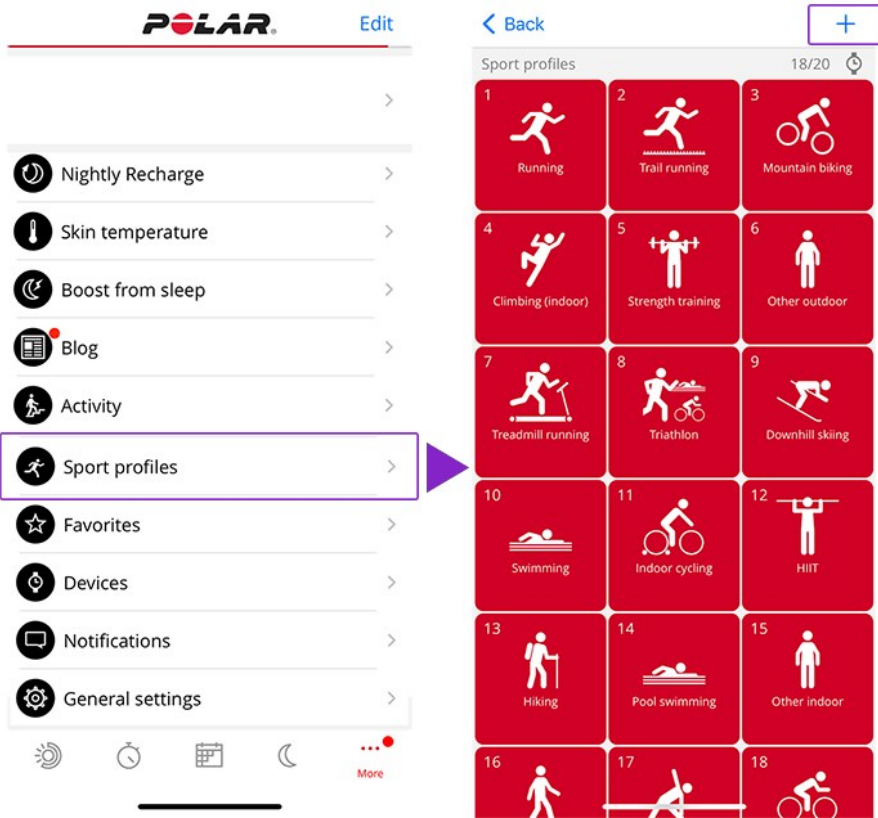 POLAR
Edit
Nightly Recharge
Skin temperature
Boost from sleep
Blog
Activity
Sport profiles
Favorites
Devices
Notifications
General settings
More
Back
+
Sport profiles 18/20
1
Running
2
Trail running
3
Mountain biking
4
Climbing (indoor)
5
Strength training
6
Other outdoor
7
Treadmill running
8
Triathlon
9
Downhill skiing
10
Swimming
11
Indoor cycling
12
HIIT
13
Hiking
14
Pool swimming
15
Other indoor
16
17
18